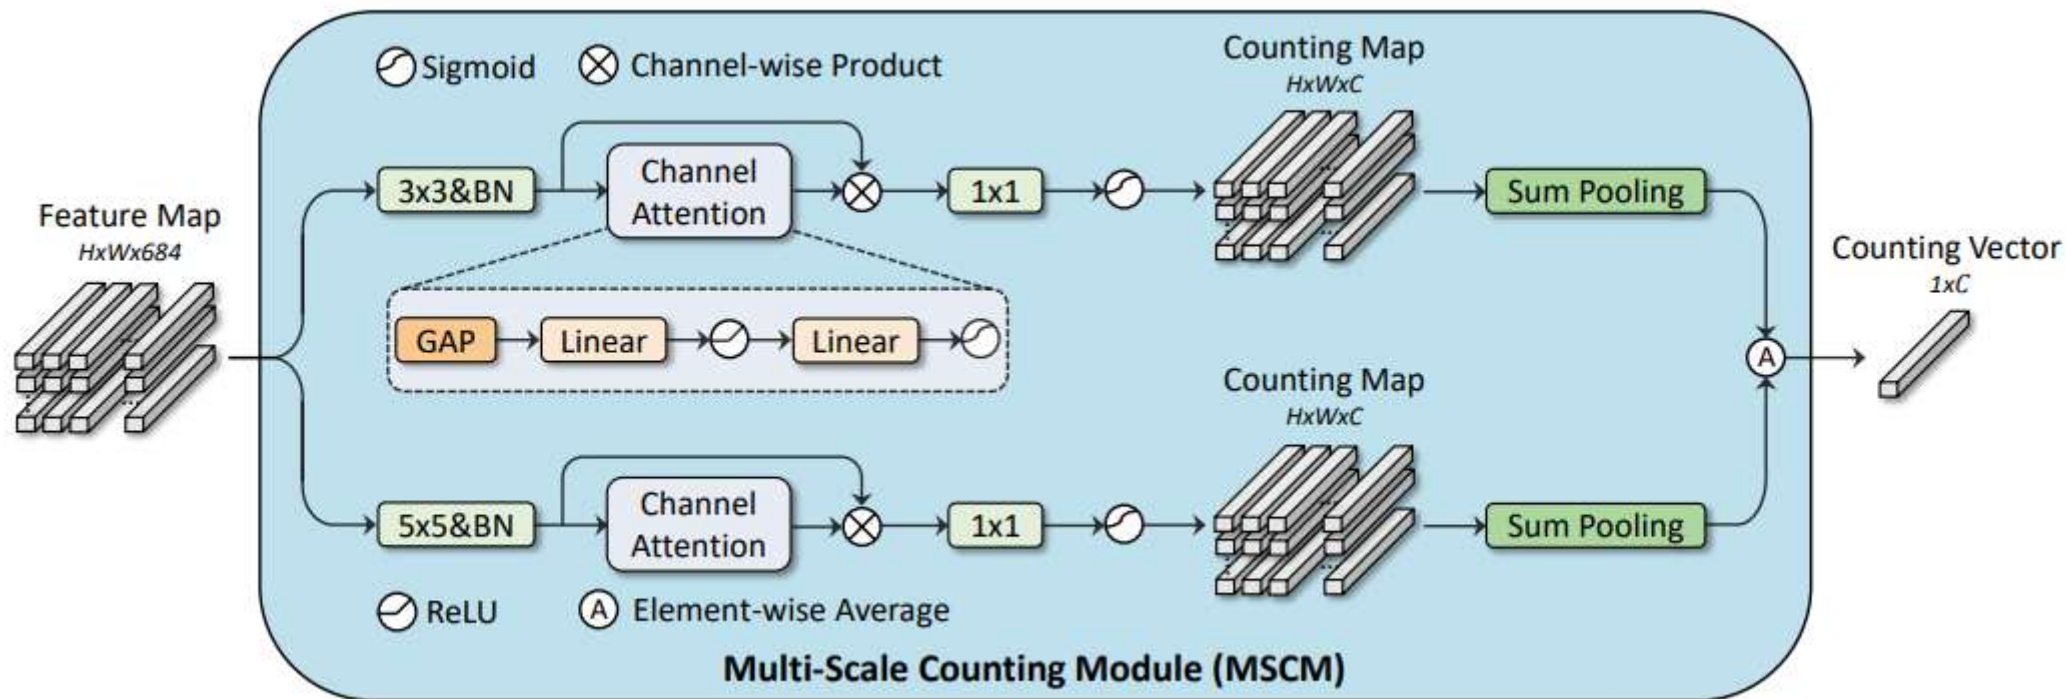 Sigmoid
Channel-wise Product
Counting Map
HxWxC
3x3&BN
Channel
Attention
1x1
Sum Pooling
Feature Map
HxWx684
GAP
Linear
Linear
Counting Vector
1xC
A
Counting Map
HxWxC
5x5&BN
Channel
Attention
1x1
Sum Pooling
ReLU
A Element-wise Average
Multi-Scale Counting Module (MSCM)